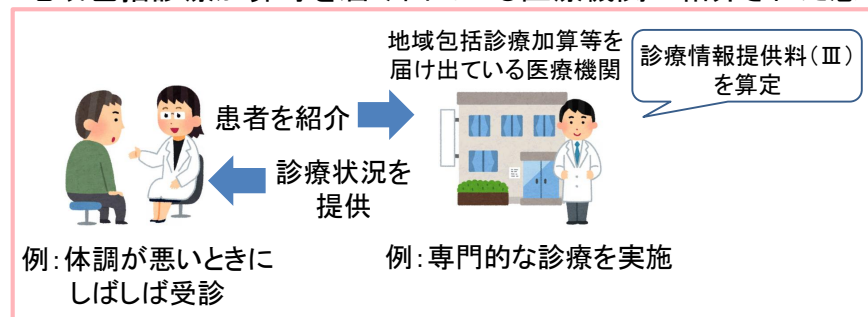 地域包括診療加算等を
届け出ている医療機関
診療情報提供料(Ⅲ)
を算定
患者を紹介
診療状況を
提供
例:体調が悪いときに
しばしば受診
例:専門的な診療を実施